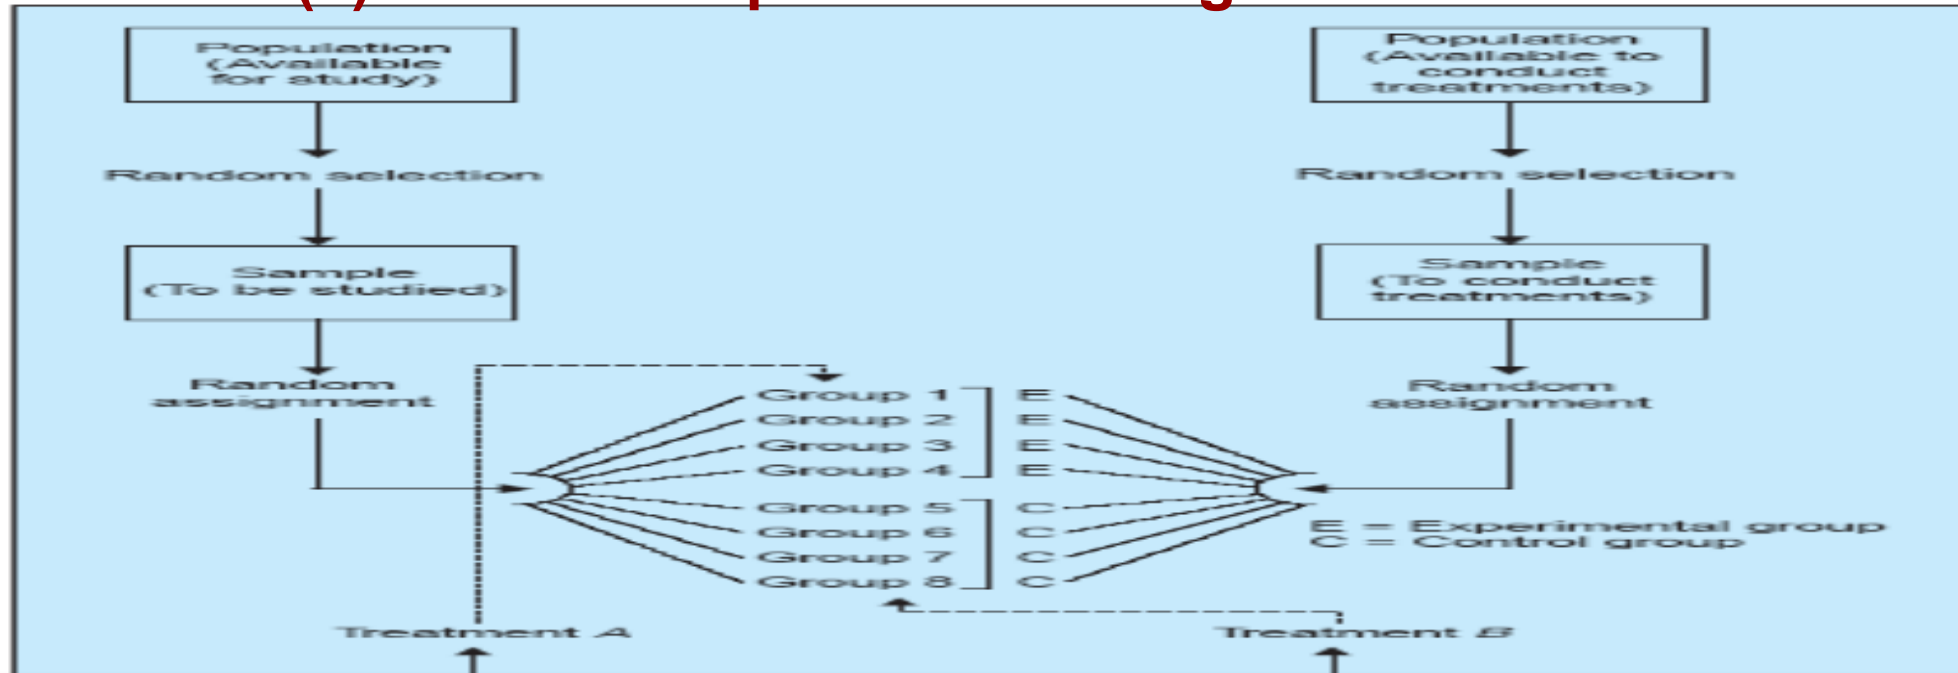 Population
(Available
for study)
Population
(Available to
conduct
treatments)
Random selection
Random selection
Sample
(To be studied)
Sample
(To conduct
treatments)
Random
assignment
Random
assignment
Group 1 E
Group 2 E
Group 3 E
Group 4 E
Group 5 C
Group 6 C
Group 7 C
Group 8 C
E = Experimental group
C = Control group
Treatment A
Treatment B